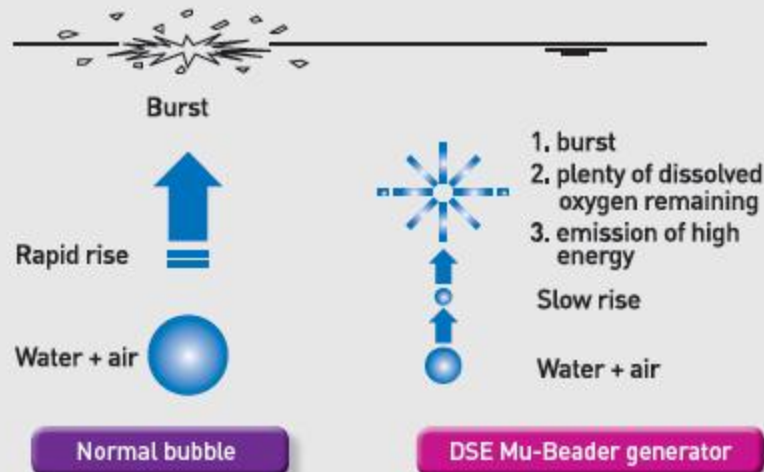 Burst
Rapid rise
Water + air
Normal bubble
1. burst
2. plenty of dissolved
oxygen remaining
3. emission of high
energy
Slow rise
Water + air
DSE Mu-Beader generator